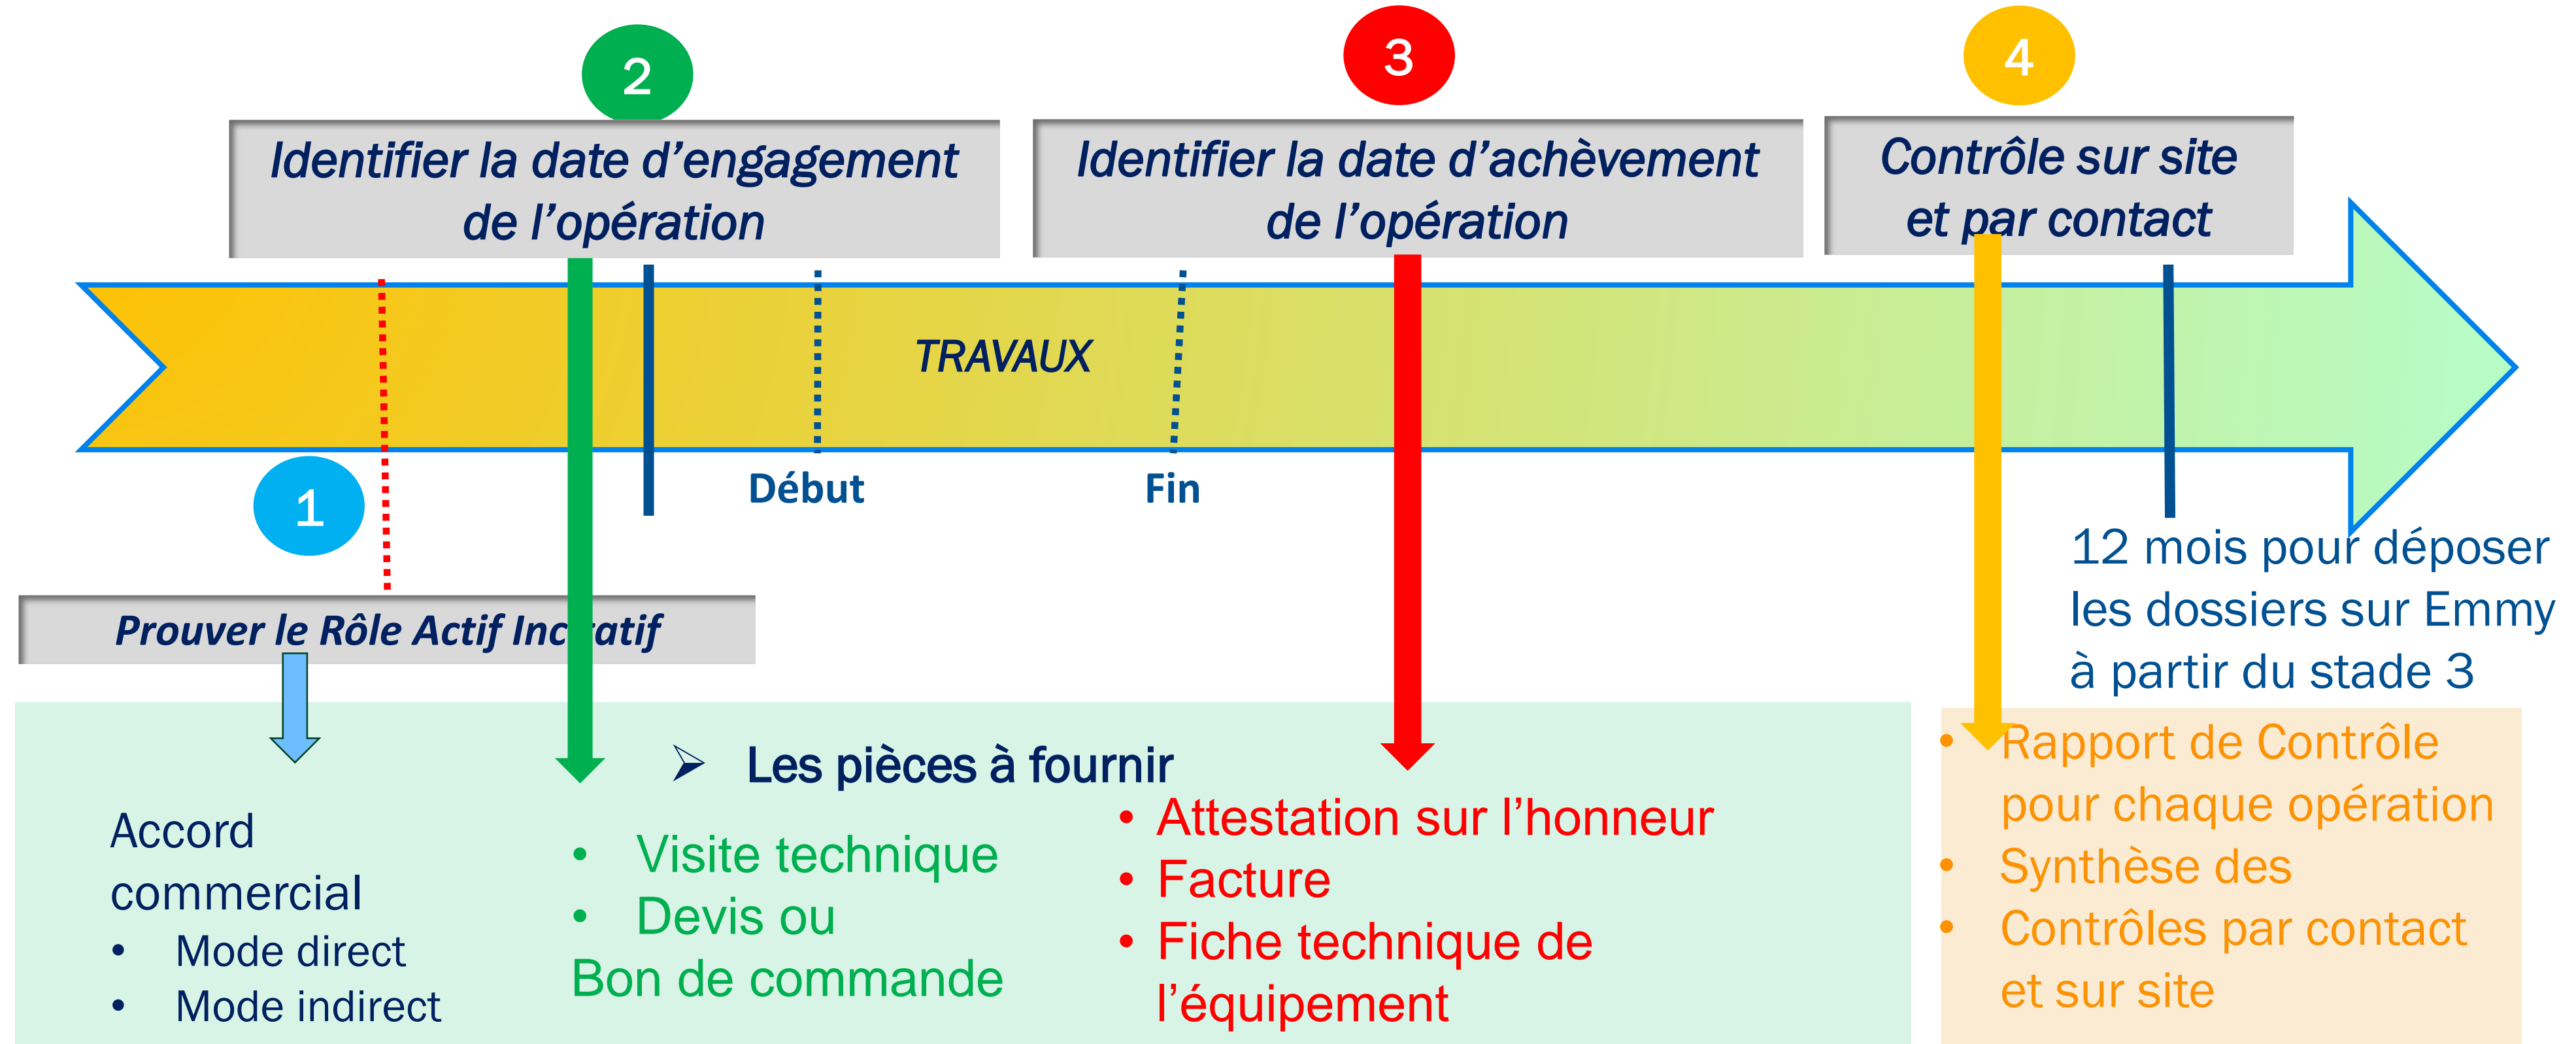 2
3
4
Identifier la date d’engagement
de l’opération
Identifier la date d’achèvement
de l’opération
Contrôle sur site
et par contact
TRAVAUX
1
Début
Fin
12 mois pour déposer
les dossiers sur Emmy
à partir du stade 3
Prouver le Rôle Actif
➢ Les pièces à fournir
Accord
commercial
• Mode direct
• Mode indirect
• Visite technique
• Devis ou
Bon de commande
• Attestation sur l’honneur
• Facture
• Fiche technique de
l’équipement
• Rapport de Contrôle
pour chaque opération
• Synthèse des
• Contrôles par contact
et sur site